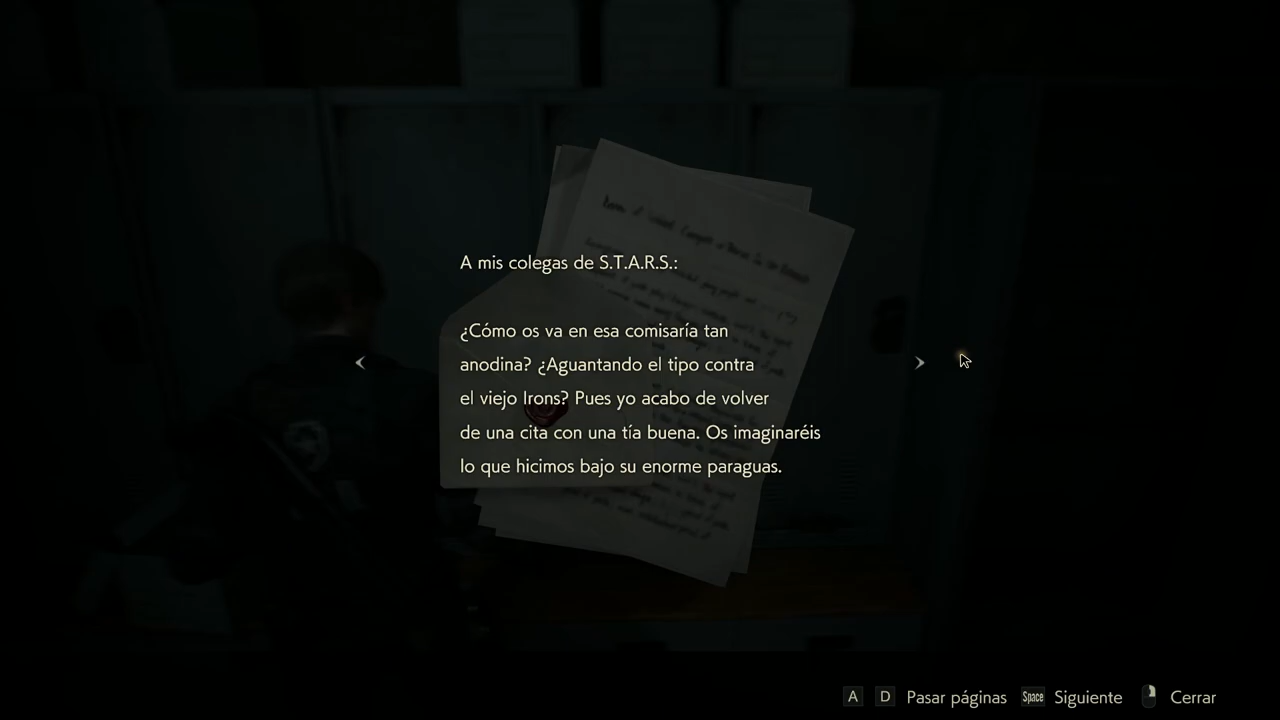 A mis colegas de S.T.A.R.S.:
¿Cómo os va en esa comisaría tan
anodina? ¿Aguantando el tipo contra
el viejo Irons? Pues yo acabo de volver
de una cita con una tía buena. Os imaginaréis
lo que hicimos bajo su enorme paraguas.
A D Pasar páginas Space Siguiente Cerrar